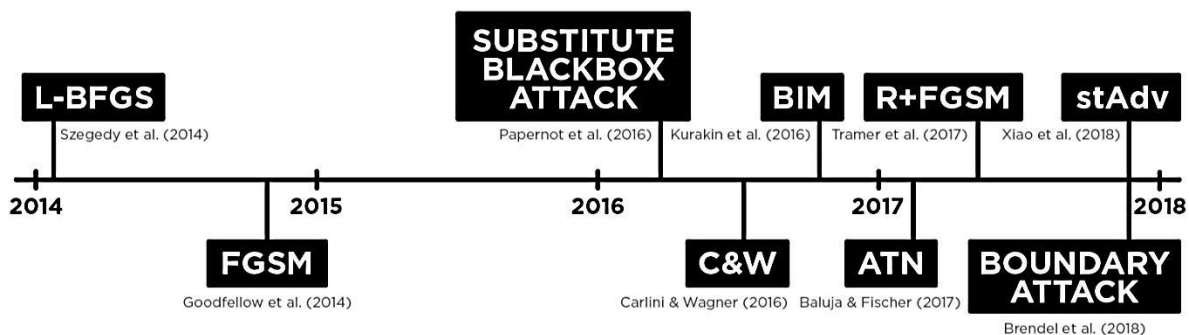 SUBSTITUTE
BLACKBOX
ATTACK
L-BFGS
BIM
R+FGSM
stAdv
Szegedy et al. (2014)
Papernot et al. (2016)
Kurakin et al. (2016)
Tramer et al. (2017)
Xiao et al. (2018)
2014
2015
2016
2017
2018
FGSM
C&W
ATN
BOUNDARY
ATTACK
Goodfellow et al. (2014)
Carlini & Wagner (2016)
Baluja & Fischer (2017)
Brendel et al. (2018)